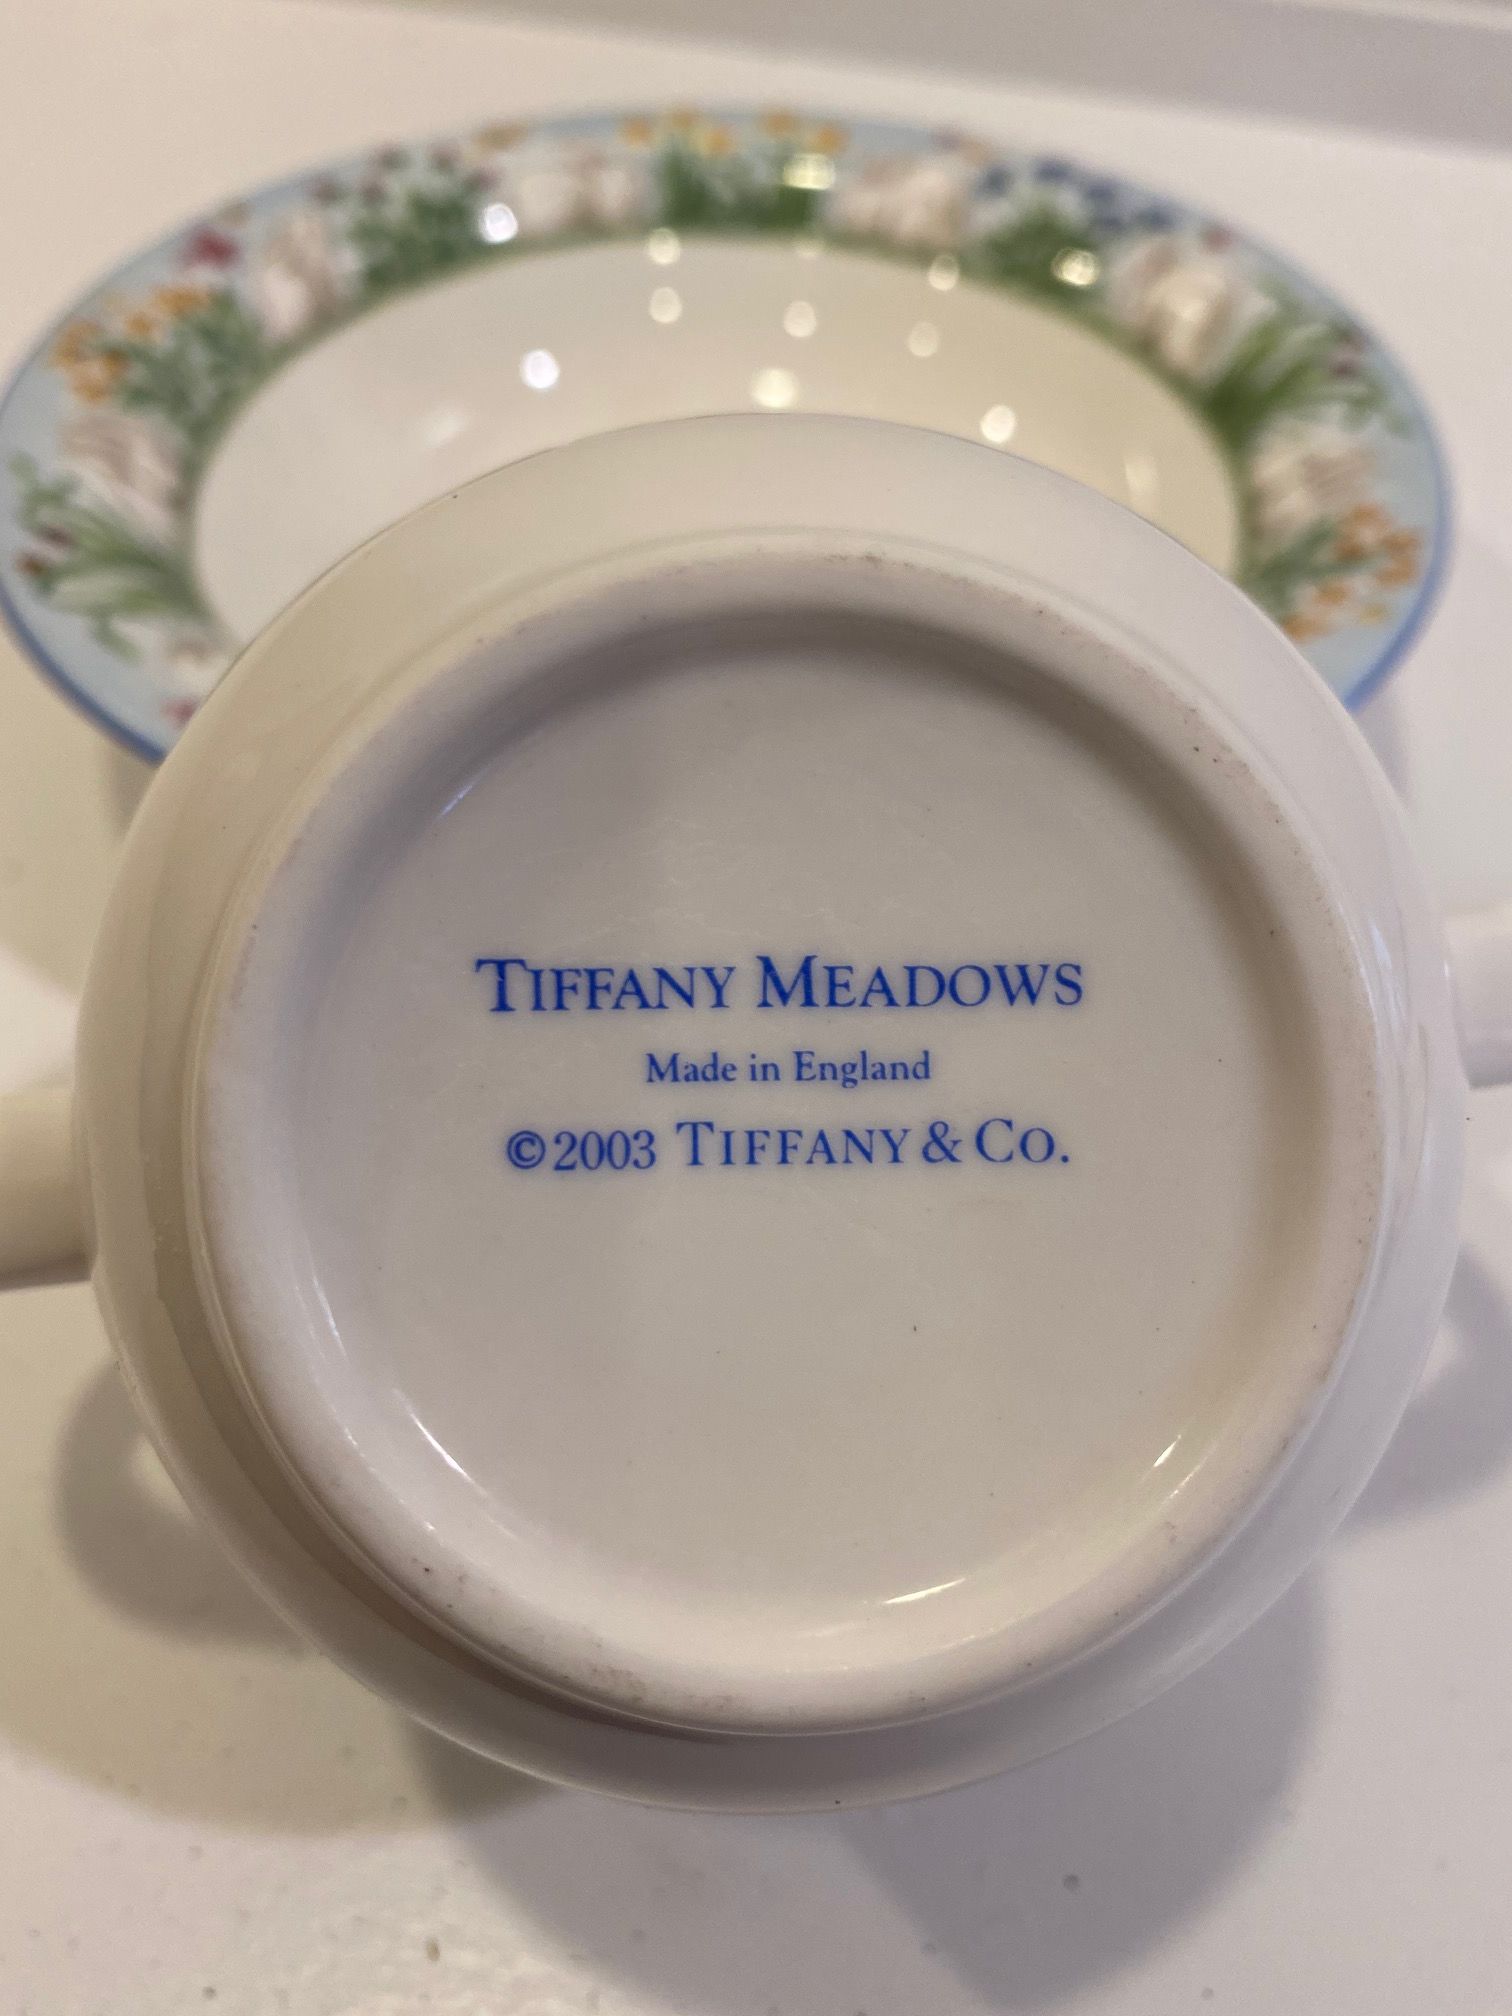 TIFFANY MEADOWS
Made in England
©2003 TIFFANY & CO.